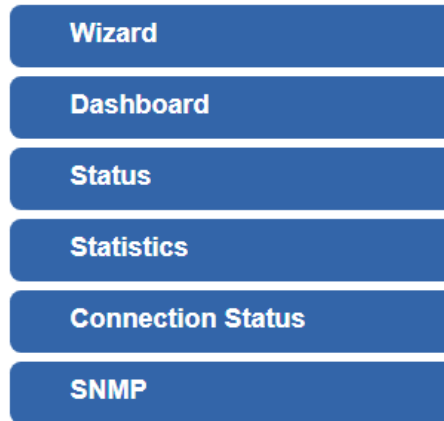 Wizard
Dashboard
Status
Statistics
Connection Status
SNMP